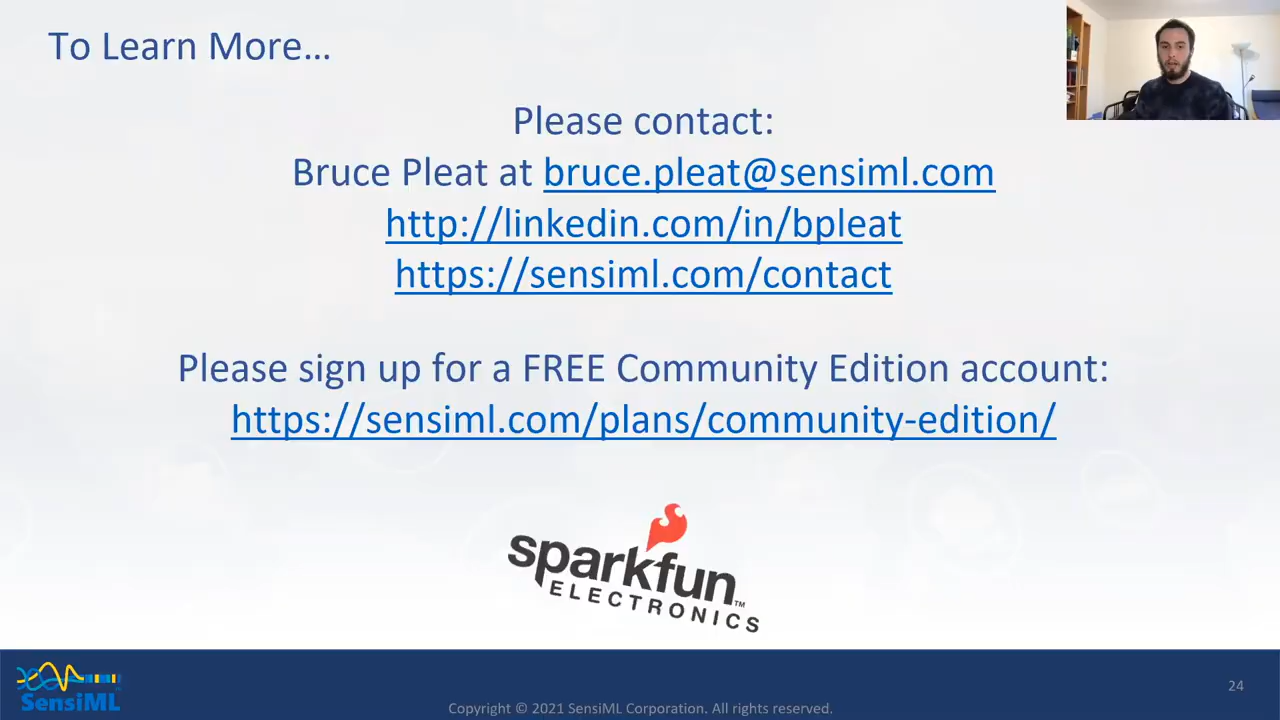 To Learn More…
Please contact:
Bruce Pleat at bruce.pleat@sensiml.com
http://linkedin.com/in/bpleat
https://sensiml.com/contact
Please sign up for a FREE Community Edition account:
https://sensiml.com/plans/community-edition/
sparkfun™
ELECTRONICS
SensiML
24
Copyright © 2021 SensiML Corporation. All rights reserved.